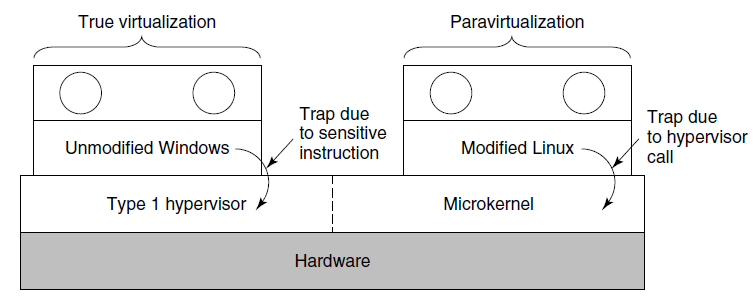 True virtualization
Paravirtualization
Trap due
to sensitive
instruction
Trap due
to hypervisor
call
Unmodified Windows
Modified Linux
Type 1 hypervisor
Microkernel
Hardware